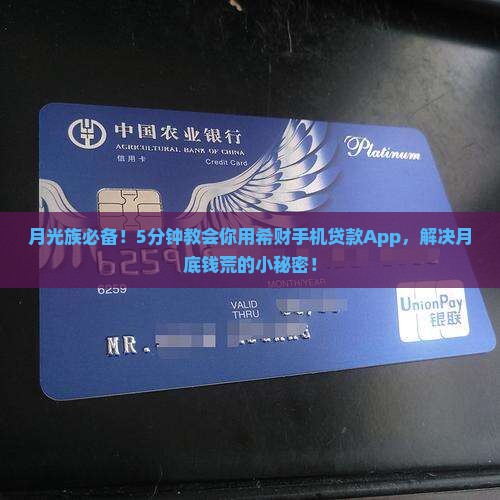 中国农业银行
AGRICULTURAL BANK OF CHINA
信用卡
Credit Card
Platinum
月光族必备！5分钟教会你用希财手机贷款App，解决月
底钱荒的小秘密！
6259
6259
VALID
THRU
MR.
UnionPay
银联